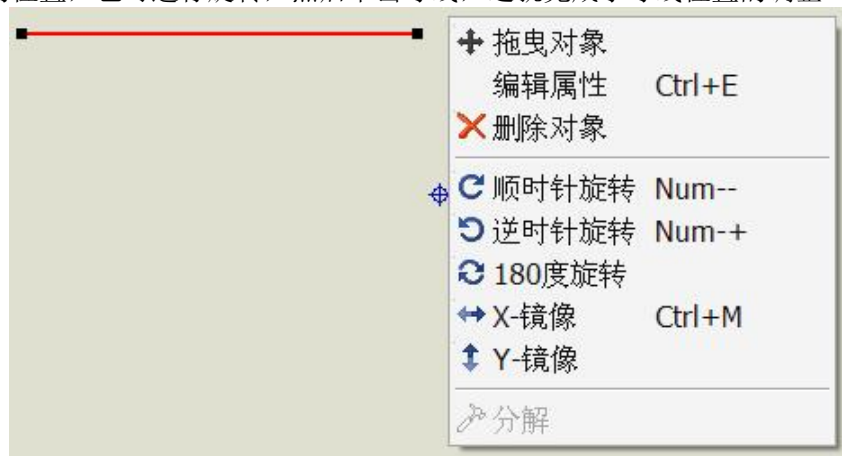 拖曳对象
编辑属性 Ctrl+E
删除对象
顺时针旋转 Num--
逆时针旋转 Num-+
180度旋转
X-镜像 Ctrl+M
Y-镜像
分解